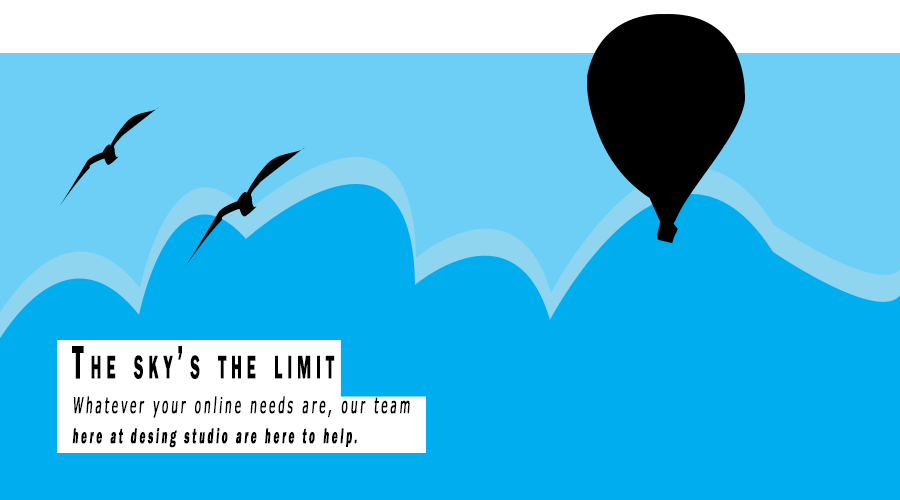 The sky's the limit
Whatever your online needs are, our team
here at desing studio are here to help.